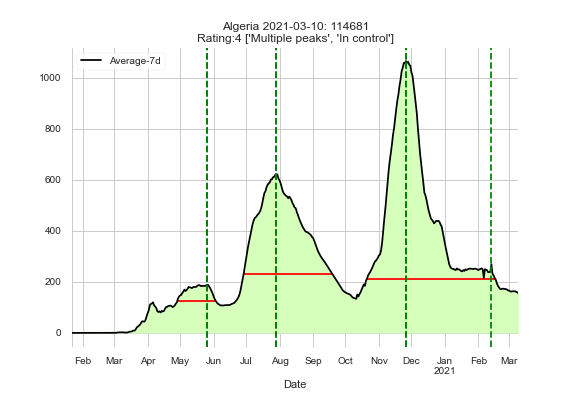 Algeria 2021-03-10: 114681
Rating:4 ['Multiple peaks', 'In control']
Average-7d
1000
800
600
400
200
0
Feb Mar Apr May Jun Jul Aug Sep Oct Nov Dec Jan Feb Mar
2021
Date